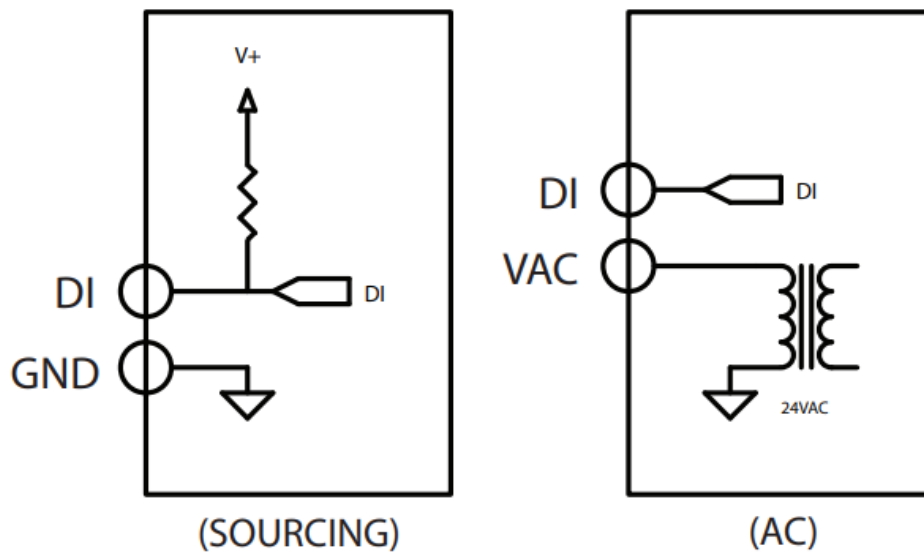 V+
DI
DI
GND
(SOURCING)
DI
DI
VAC
24VAC
(AC)